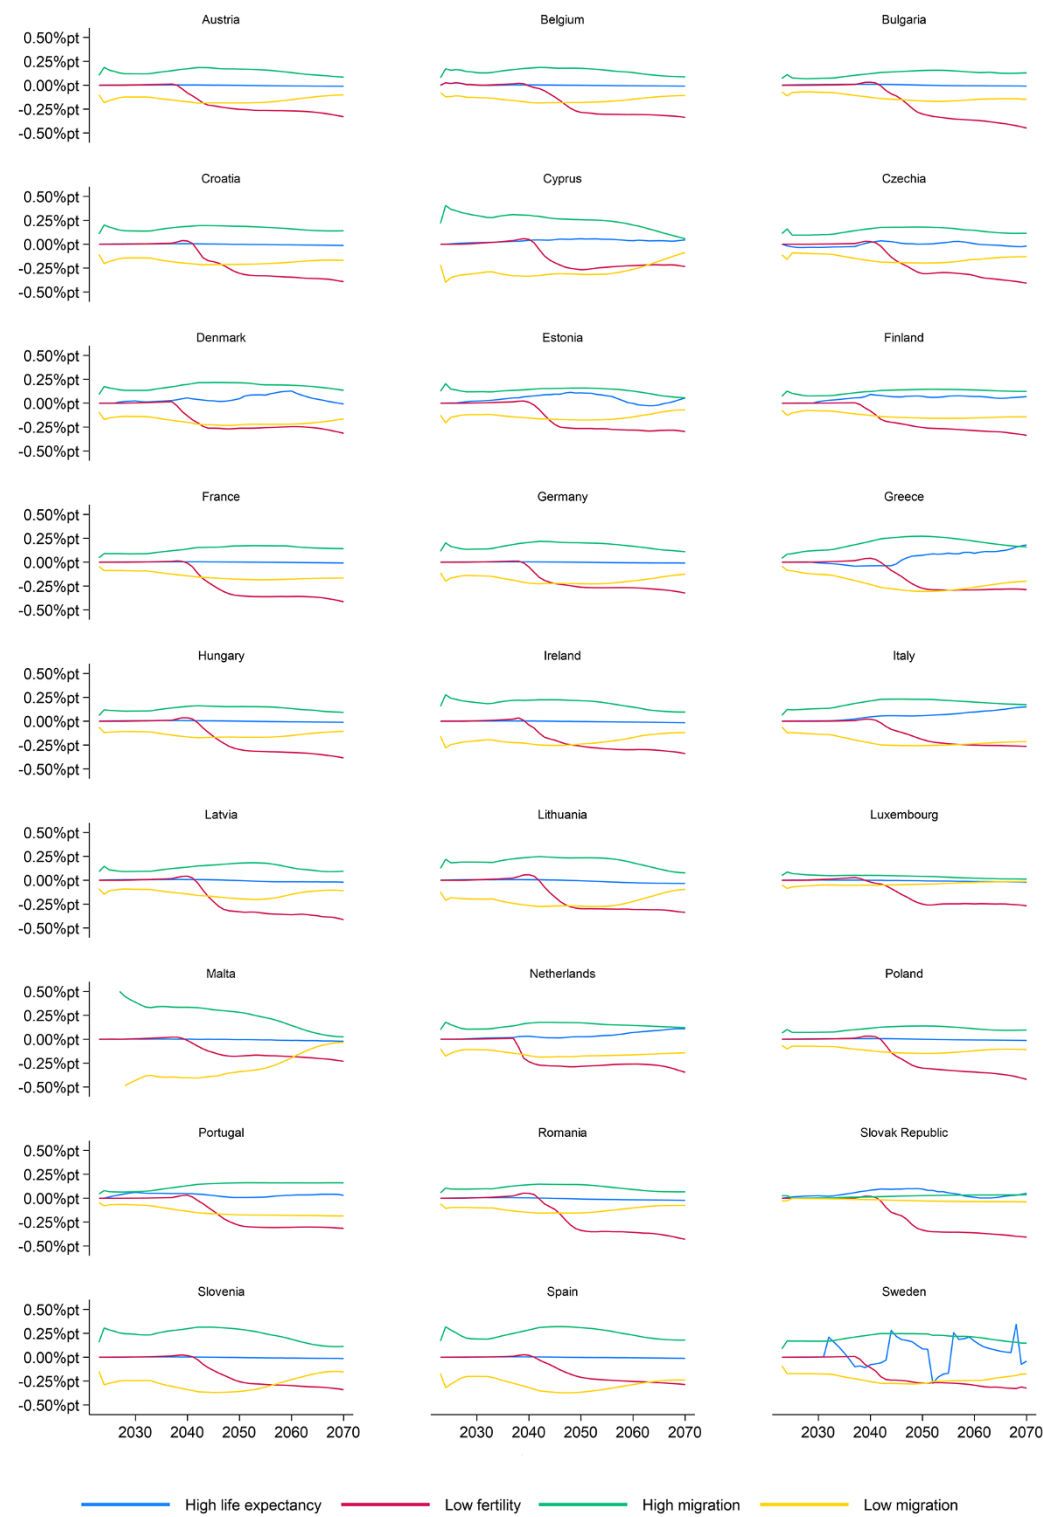 Austria Belgium Bulgaria
0.50%pt
0.25%pt
0.00%pt
-0.25%pt
-0.50%pt
Croatia Cyprus Czechia
0.50%pt
0.25%pt
0.00%pt
-0.25%pt
-0.50%pt
Denmark Estonia Finland
0.50%pt
0.25%pt
0.00%pt
-0.25%pt
-0.50%pt
France Germany Greece
0.50%pt
0.25%pt
0.00%pt
-0.25%pt
-0.50%pt
Hungary Ireland Italy
0.50%pt
0.25%pt
0.00%pt
-0.25%pt
-0.50%pt
Latvia Lithuania Luxembourg
0.50%pt
0.25%pt
0.00%pt
-0.25%pt
-0.50%pt
Malta Netherlands Poland
0.50%pt
0.25%pt
0.00%pt
-0.25%pt
-0.50%pt
Portugal Romania Slovak Republic
0.50%pt
0.25%pt
0.00%pt
-0.25%pt
-0.50%pt
Slovenia Spain Sweden
0.50%pt
0.25%pt
0.00%pt
-0.25%pt
-0.50%pt
2030 2040 2050 2060 2070 2030 2040 2050 2060 2070 2030 2040 2050 2060 2070
High life expectancy Low fertility High migration Low migration